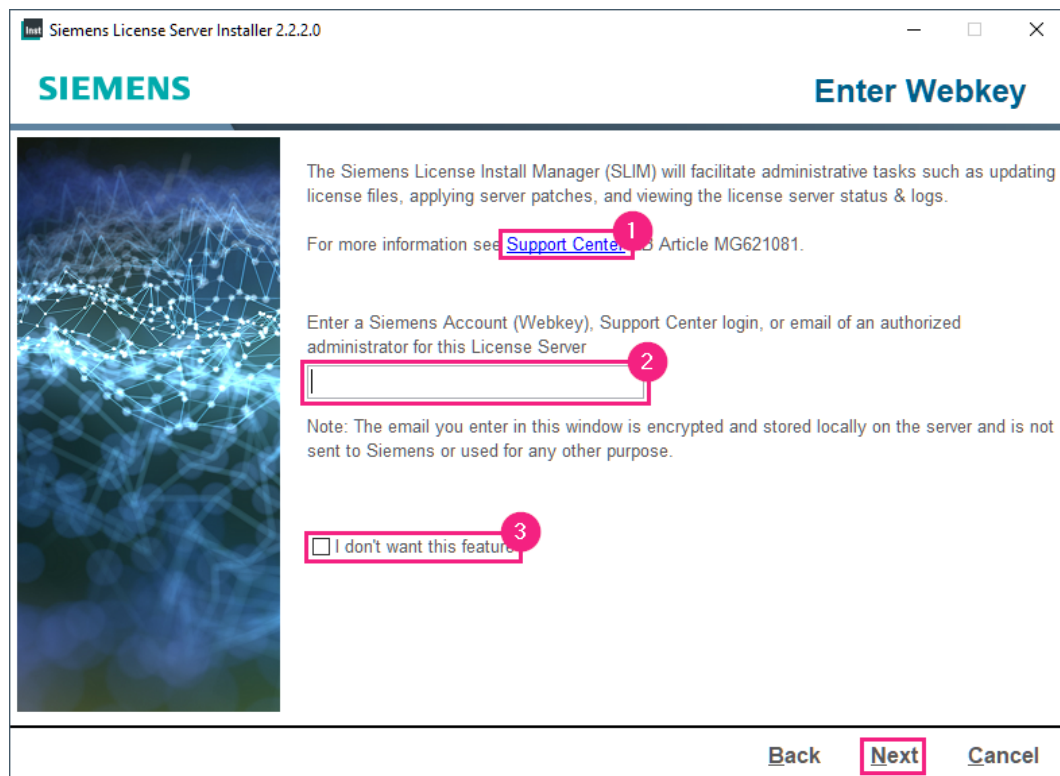 Inst Siemens License Server Installer 2.2.2.0
SIEMENS
Enter Webkey
The Siemens License Install Manager (SLIM) will facilitate administrative tasks such as updating
license files, applying server patches, and viewing the license server status & logs.
1
For more information see Support Center Article MG621081.
Enter a Siemens Account (Webkey), Support Center login, or email of an authorized
administrator for this License Server
2
Note: The email you enter in this window is encrypted and stored locally on the server and is not
sent to Siemens or used for any other purpose.
3
I don't want this feature
Back Next Cancel